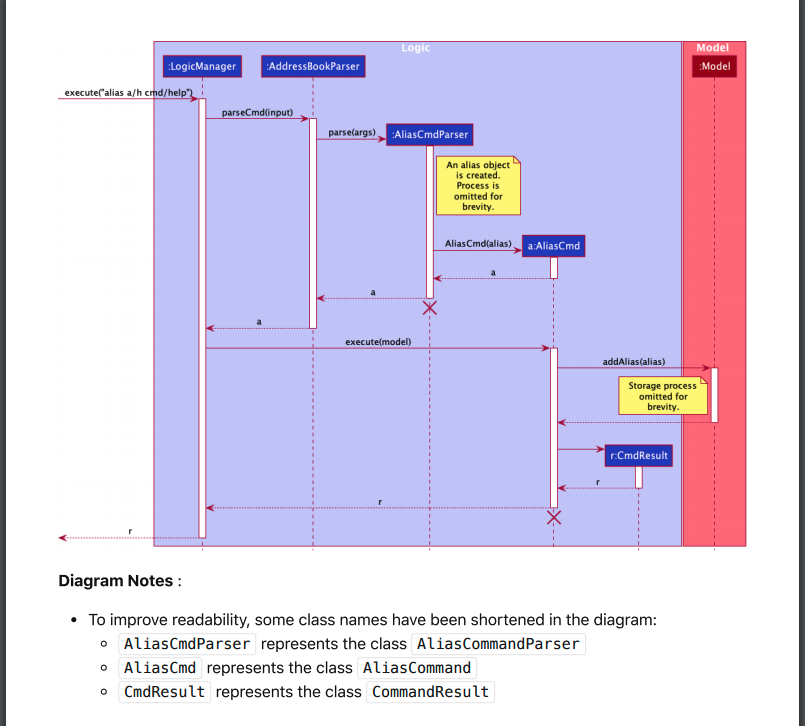 Logic
Model
:LogicManager
:AddressBookParser
:Model
execute("alias a/h cmd/help")
parseCmd(input)
parse(args)
:AliasCmdParser
An alias object
is created.
Process is
omitted for
brevity.
AliasCmd(alias)
a:AliasCmd
a
a
a
execute(model)
addAlias(alias)
Storage process
omitted for
brevity.
r:CmdResult
r
r
r
Diagram Notes :
• To improve readability, some class names have been shortened in the diagram:
AliasCmdParser represents the class AliasCommandParser
AliasCmd represents the class AliasCommand
CmdResult represents the class CommandResult